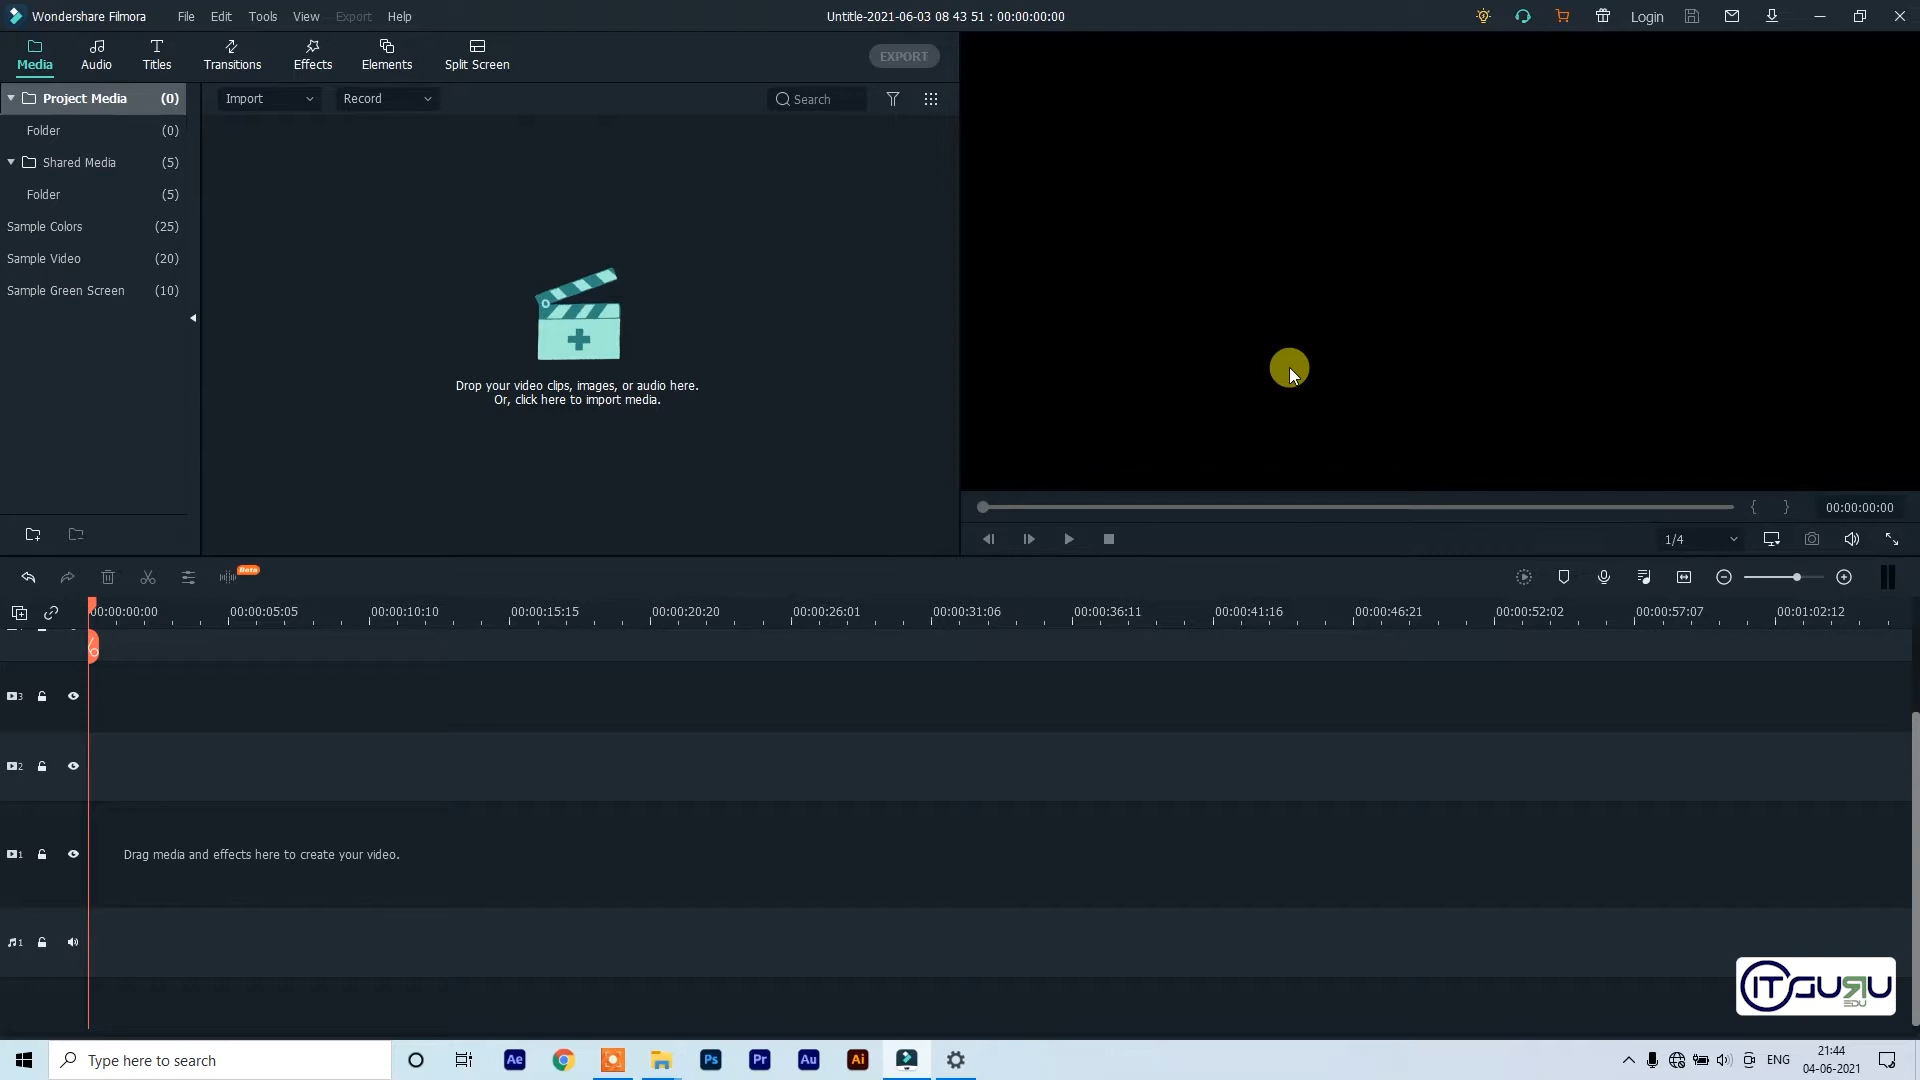 Wondershare Filmora File Edit Tools View Export Help Untitle-2021-06-03 08 43 51 : 00:00:00:00 Login
Media Audio Titles Transitions Effects Elements Split Screen EXPORT
Project Media (0)
Folder (0)
Shared Media (5)
Folder (5)
Sample Colors (25)
Sample Video (20)
Sample Green Screen (10)
Import Record Search
Drop your video clips, images, or audio here.
Or, click here to import media.
{ } 00:00:00:00
1/4
Beta
00:00:00:00 00:00:05:05 00:00:10:10 00:00:15:15 00:00:20:20 00:00:26:01 00:00:31:06 00:00:36:11 00:00:41:16 00:00:46:21 00:00:52:02 00:00:57:07 00:01:02:12
3
2
1 Drag media and effects here to create your video.
1
ITGURU
EDU
Type here to search Ae Ps Pr Au Ai ENG 21:44
04-06-2021